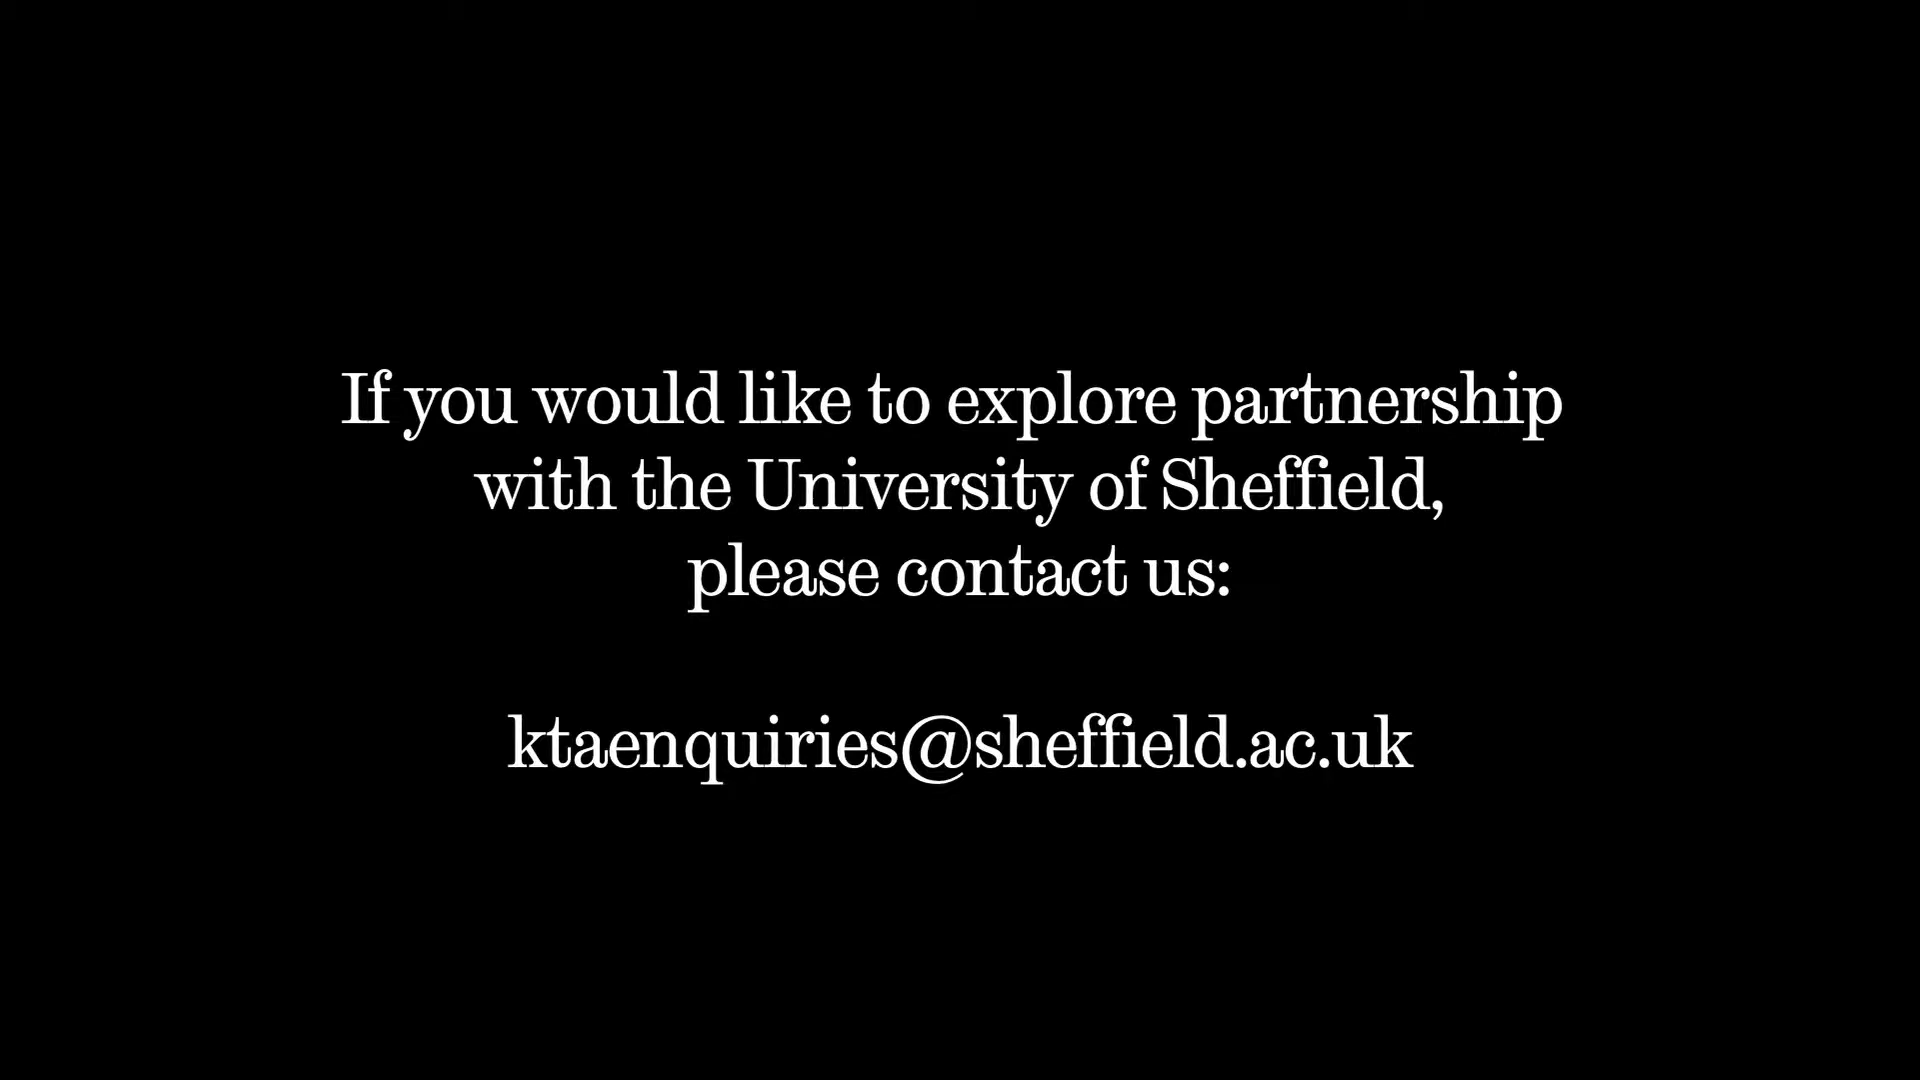 If you would like to explore partnership
with the University of Sheffield,
please contact us:
ktaenquiries@sheffield.ac.uk